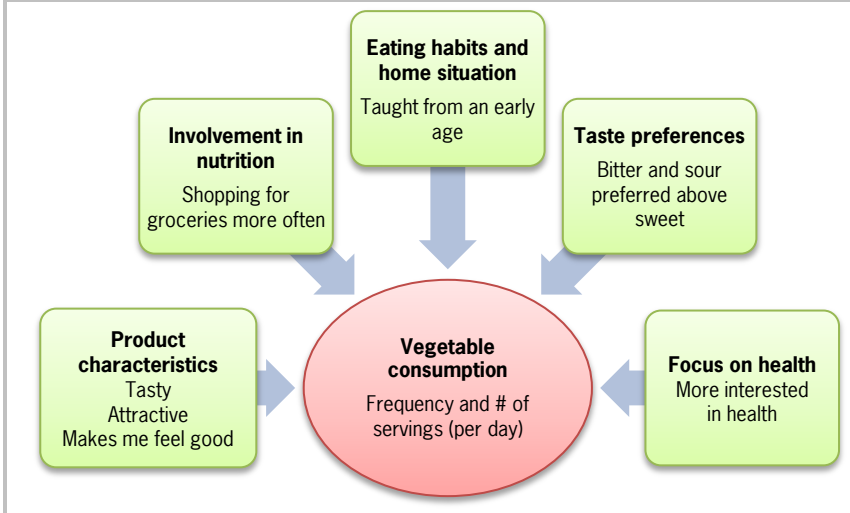 Eating habits and
home situation
Taught from an early
age
Involvement in
nutrition
Shopping for
groceries more often
Taste preferences
Bitter and sour
preferred above
sweet
Product
characteristics
Tasty
Attractive
Makes me feel good
Vegetable
consumption
Frequency and # of
servings (per day)
Focus on health
More interested
in health